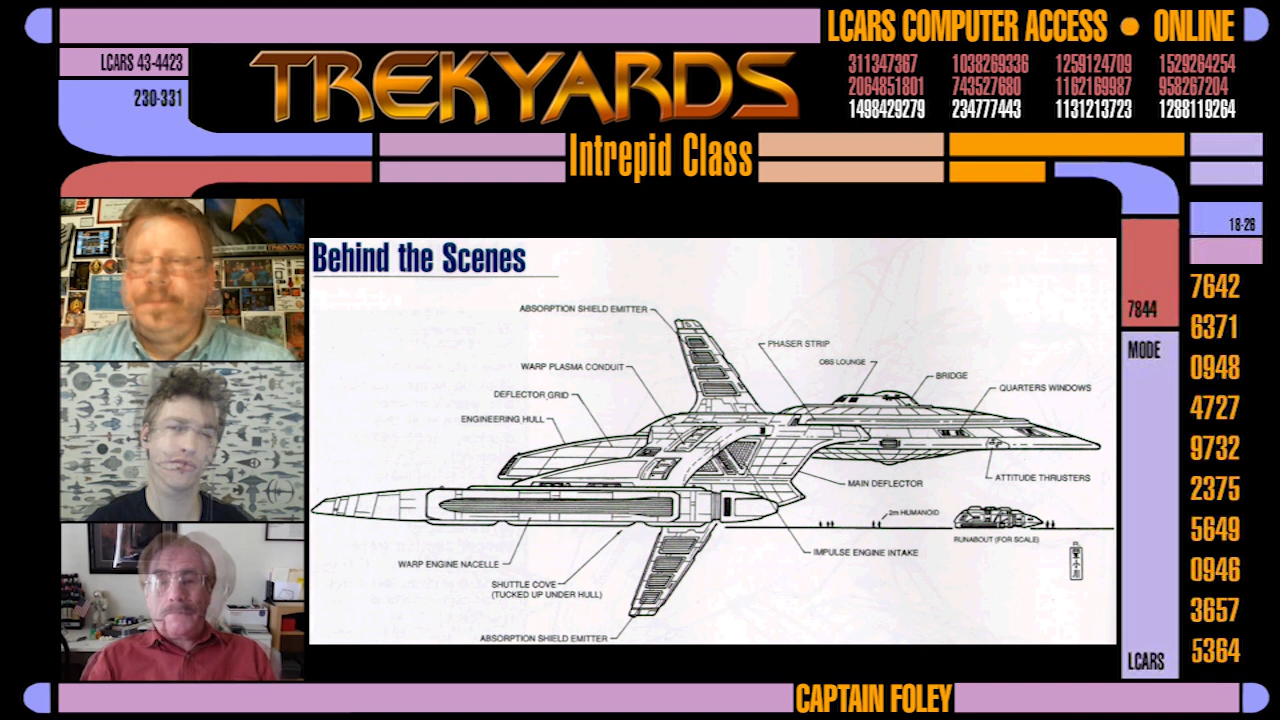 LCARS COMPUTER ACCESS • ONLINE
LCARS 43-4423
230-331
TREKYARDS
311347367 1038269336 1259124709 1529264254
2064851801 743527680 1162169987 958267204
1498429279 234777443 1131213723 1288119264
Intrepid Class
18-26
7844
MODE
LCARS
7642
6371
0948
4727
9732
2375
5649
0946
3657
5364
Behind the Scenes
ABSORPTION SHIELD EMITTER
PHASER STRIP
OBS LOUNGE
WARP PLASMA CONDUIT
BRIDGE
QUARTERS WINDOWS
DEFLECTOR GRID
ENGINEERING HULL
MAIN DEFLECTOR
ATTITUDE THRUSTERS
2m HUMANOID
RUNABOUT (FOR SCALE)
IMPULSE ENGINE INTAKE
WARP ENGINE NACELLE
SHUTTLE COVE
(TUCKED UP UNDER HULL)
ABSORPTION SHIELD EMITTER
CAPTAIN FOLEY